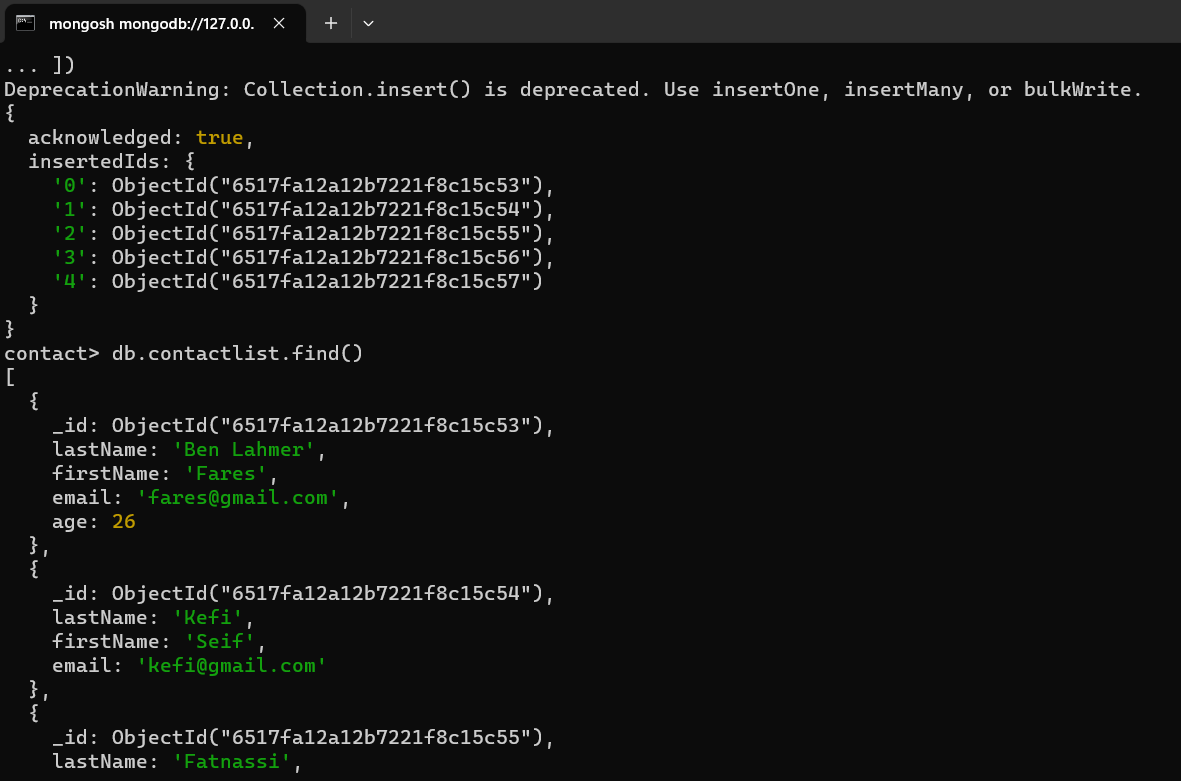 mongosh mongodb://127.0.0.
... ])
DeprecationWarning: Collection.insert() is deprecated. Use insertOne, insertMany, or bulkWrite.
{
  acknowledged: true,
  insertedIds: {
    '0': ObjectId("6517fa12a12b7221f8c15c53"),
    '1': ObjectId("6517fa12a12b7221f8c15c54"),
    '2': ObjectId("6517fa12a12b7221f8c15c55"),
    '3': ObjectId("6517fa12a12b7221f8c15c56"),
    '4': ObjectId("6517fa12a12b7221f8c15c57")
  }
}
contact> db.contactlist.find()
[
  {
    _id: ObjectId("6517fa12a12b7221f8c15c53"),
    lastName: 'Ben Lahmer',
    firstName: 'Fares',
    email: 'fares@gmail.com',
    age: 26
  },
  {
    _id: ObjectId("6517fa12a12b7221f8c15c54"),
    lastName: 'Kefi',
    firstName: 'Seif',
    email: 'kefi@gmail.com'
  },
  {
    _id: ObjectId("6517fa12a12b7221f8c15c55"),
    lastName: 'Fatnassi',